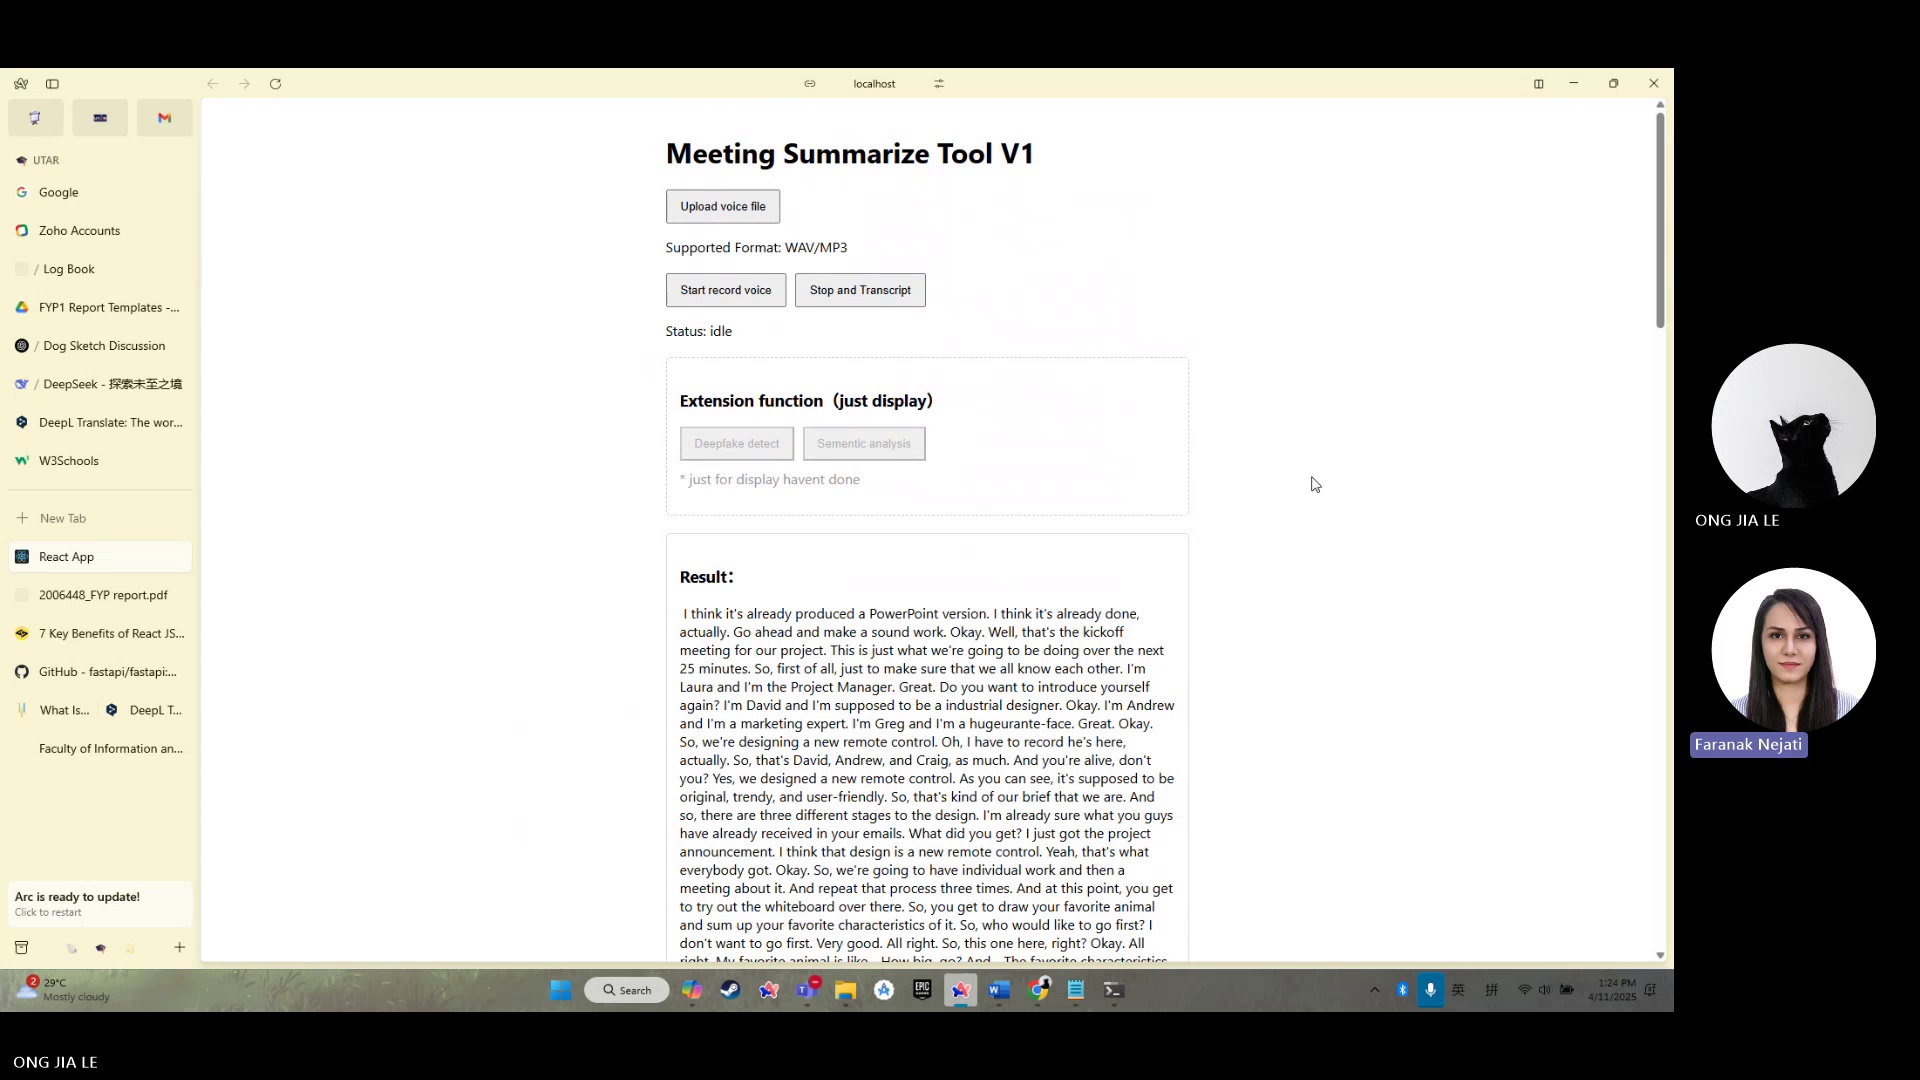 localhost
UTAR
Google
Zoho Accounts
/ Log Book
FYP1 Report Templates -...
/ Dog Sketch Discussion
/ DeepSeek - 探索未至之境
DeepL Translate: The wor...
W3Schools
New Tab
React App
2006448_FYP report.pdf
7 Key Benefits of React JS...
GitHub - fastapi/fastapi:...
What Is... DeepL T...
Faculty of Information an...
Arc is ready to update!
Click to restart
Meeting Summarize Tool V1
Upload voice file
Supported Format: WAV/MP3
Start record voice Stop and Transcript
Status: idle
Extension function（just display）
Deepfake detect Sementic analysis
* just for display havent done
Result：
I think it's already produced a PowerPoint version. I think it's already done,
actually. Go ahead and make a sound work. Okay. Well, that's the kickoff
meeting for our project. This is just what we're going to be doing over the next
25 minutes. So, first of all, just to make sure that we all know each other. I'm
Laura and I'm the Project Manager. Great. Do you want to introduce yourself
again? I'm David and I'm supposed to be a industrial designer. Okay. I'm Andrew
and I'm a marketing expert. I'm Greg and I'm a hugeurante-face. Great. Okay.
So, we're designing a new remote control. Oh, I have to record he's here,
actually. So, that's David, Andrew, and Craig, as much. And you're alive, don't
you? Yes, we designed a new remote control. As you can see, it's supposed to be
original, trendy, and user-friendly. So, that's kind of our brief that we are. And
so, there are three different stages to the design. I'm already sure what you guys
have already received in your emails. What did you get? I just got the project
announcement. I think that design is a new remote control. Yeah, that's what
everybody got. Okay. So, we're going to have individual work and then a
meeting about it. And repeat that process three times. And at this point, you get
to try out the whiteboard over there. So, you get to draw your favorite animal
and sum up your favorite characteristics of it. So, who would like to go first? I
don't want to go first. Very good. All right. So, this one here, right? Okay. All
right. My favorite animal is like... How big, go? And... The favorite characteristics
2
29°C
Mostly cloudy
Search
EPIC GAMES
英
拼
1:24 PM
4/11/2025
ONG JIA LE
Faranak Nejati
ONG JIA LE